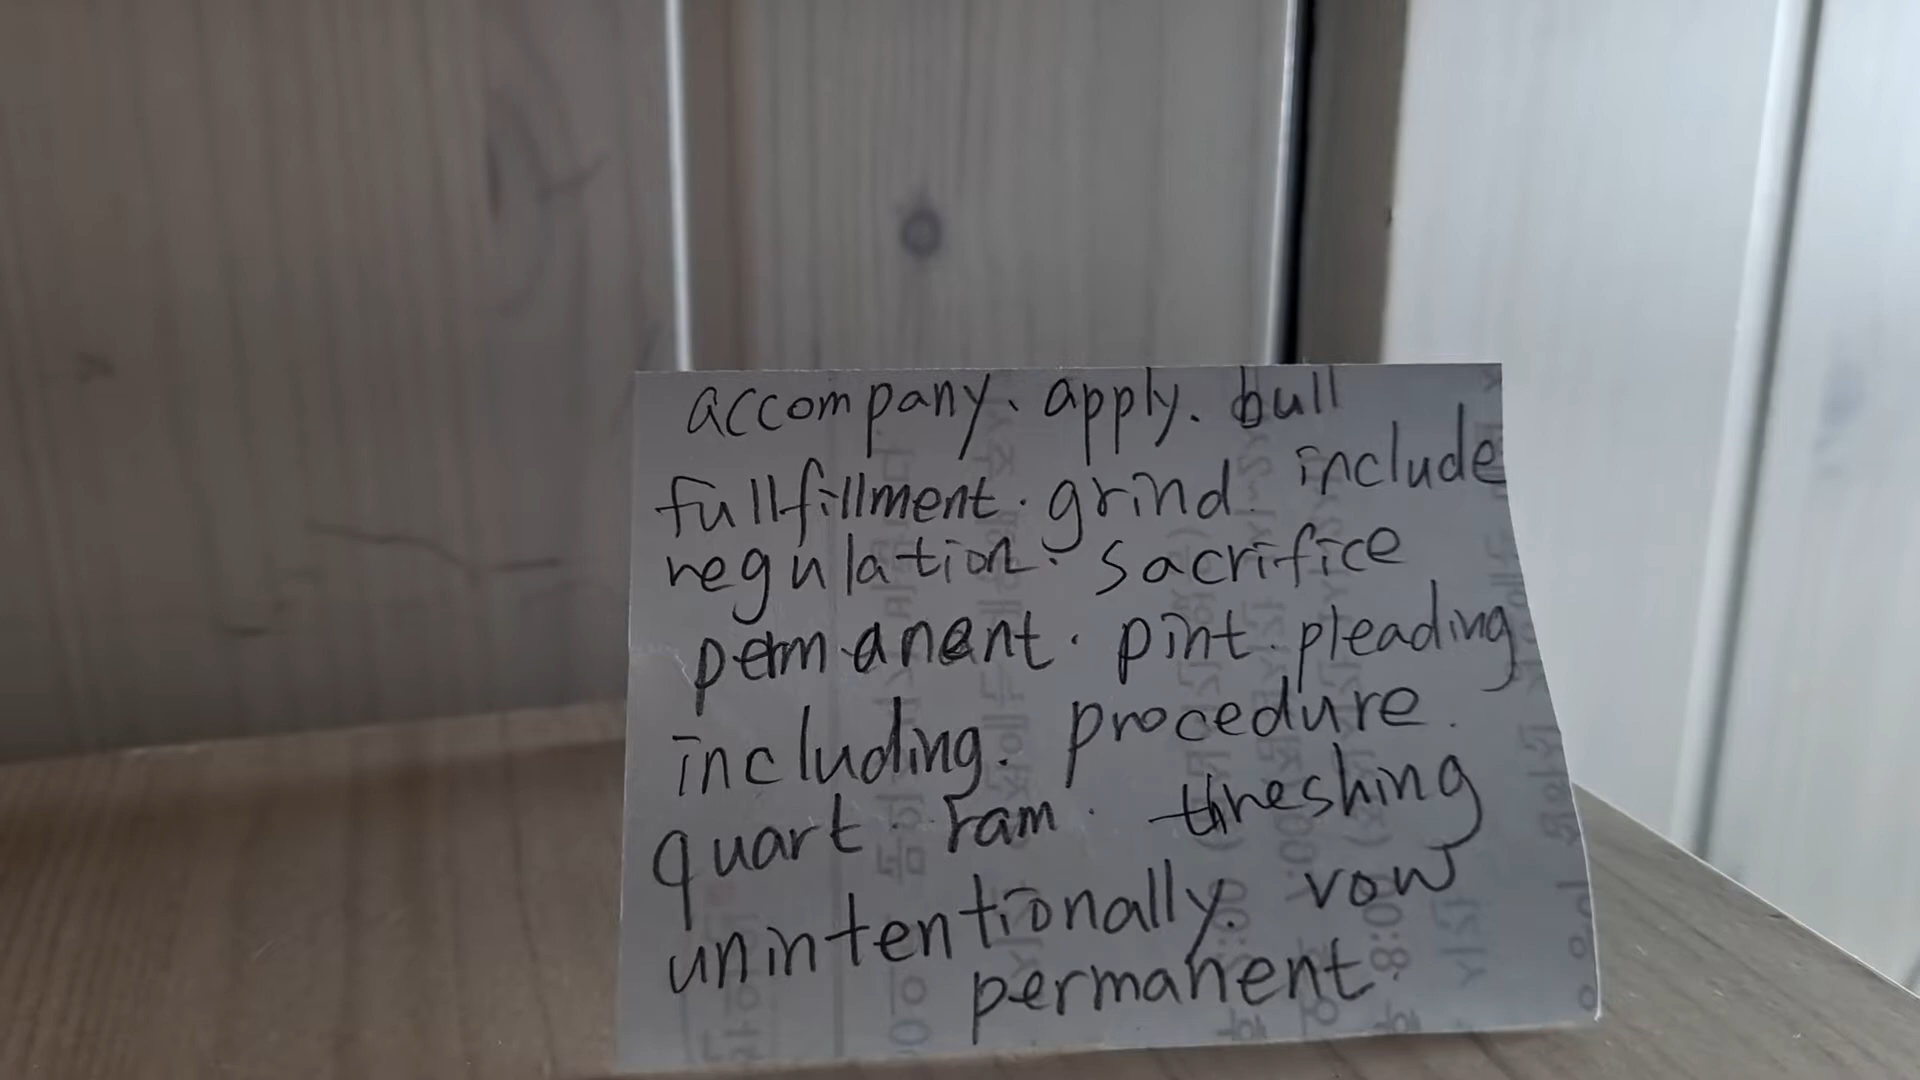 accompany. apply. bull
fullfillment. grind. include
regulation. sacrifice
permanent. pint. pleading
including. procedure.
quart. ram. threshing
unintentionally. vow
permanent.